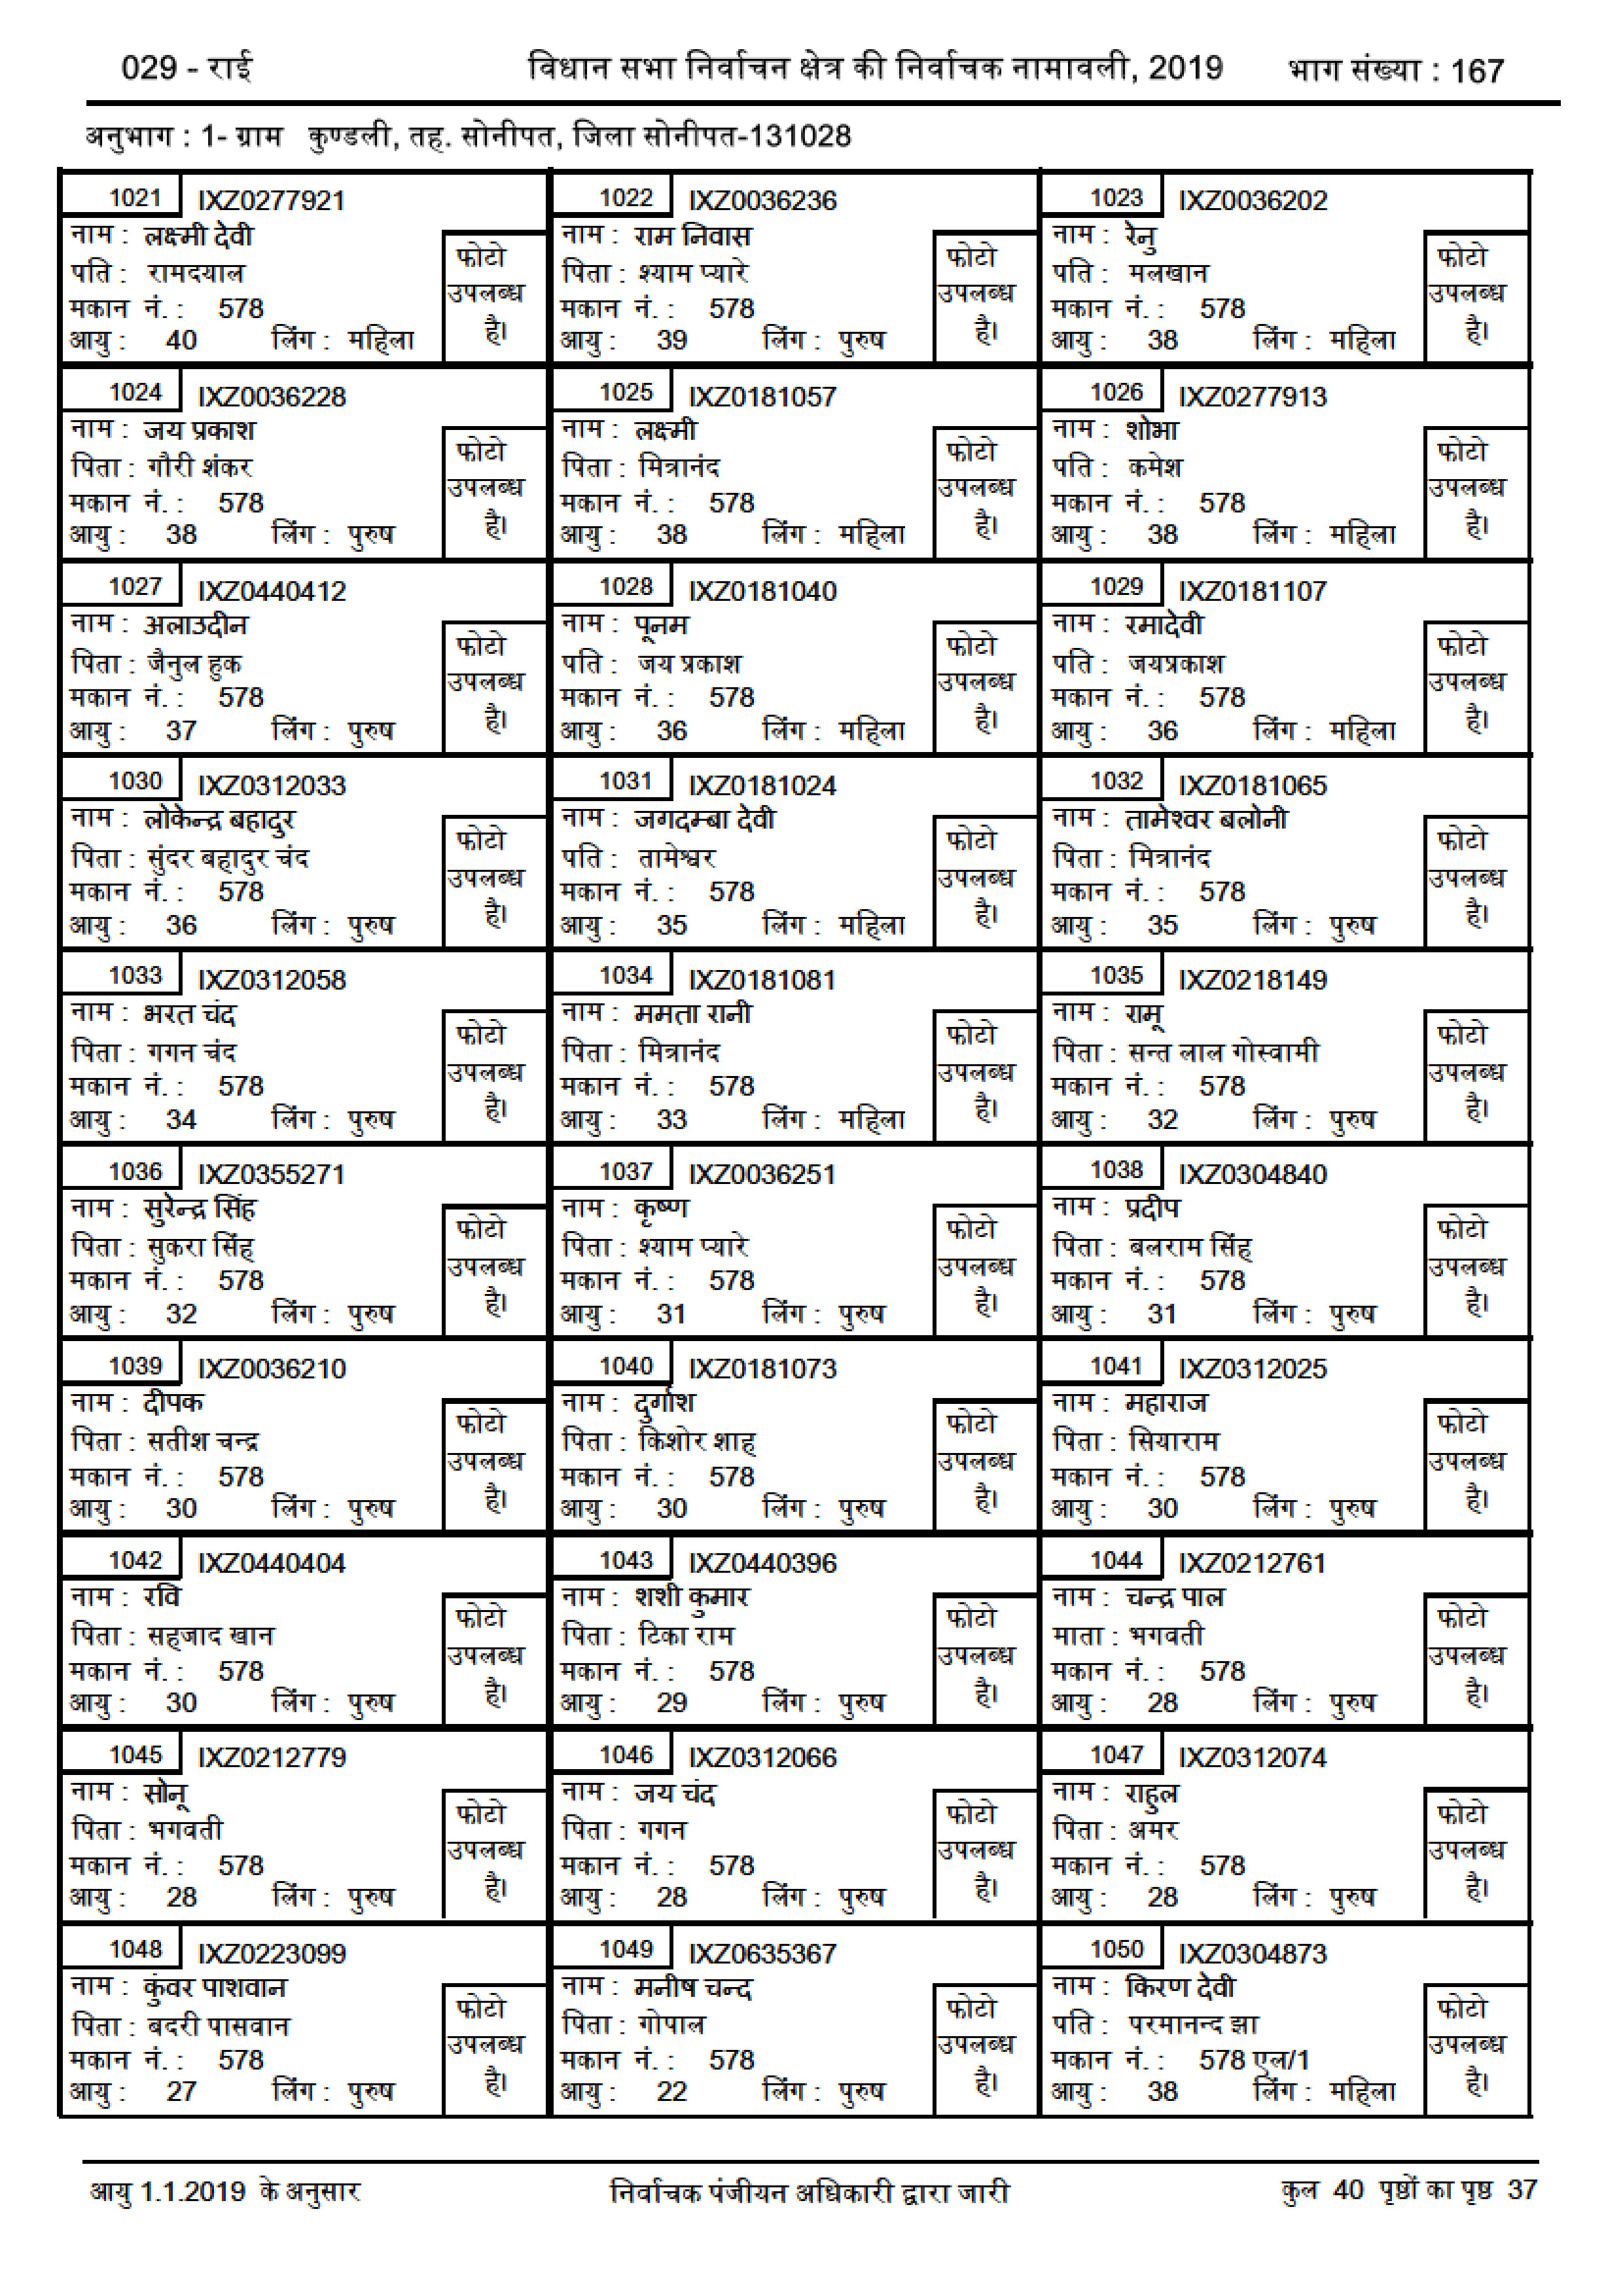 029 - राई विधान सभा निर्वाचन क्षेत्र की निर्वाचक नामावली, 2019 भाग संख्या : 167
अनुभाग : 1- ग्राम कुण्डली, तह. सोनीपत, जिला सोनीपत-131028
1021 IXZ0277921
नाम : लक्ष्मी देवी
पति : रामदयाल
मकान नं. : 578
आयु : 40 लिंग : महिला
फोटो
उपलब्ध
है।
1022 IXZ0036236
नाम : राम निवास
पिता : श्याम प्यारे
मकान नं. : 578
आयु : 39 लिंग : पुरुष
फोटो
उपलब्ध
है।
1023 IXZ0036202
नाम : रेनु
पति : मलखान
मकान नं. : 578
आयु : 38 लिंग : महिला
फोटो
उपलब्ध
है।
1024 IXZ0036228
नाम : जय प्रकाश
पिता : गौरी शंकर
मकान नं. : 578
आयु : 38 लिंग : पुरुष
फोटो
उपलब्ध
है।
1025 IXZ0181057
नाम : लक्ष्मी
पिता : मित्रानंद
मकान नं. : 578
आयु : 38 लिंग : महिला
फोटो
उपलब्ध
है।
1026 IXZ0277913
नाम : शोभा
पति : कमेश
मकान नं. : 578
आयु : 38 लिंग : महिला
फोटो
उपलब्ध
है।
1027 IXZ0440412
नाम : अलाउदीन
पिता : जैनुल हुक
मकान नं. : 578
आयु : 37 लिंग : पुरुष
फोटो
उपलब्ध
है।
1028 IXZ0181040
नाम : पूनम
पति : जय प्रकाश
मकान नं. : 578
आयु : 36 लिंग : महिला
फोटो
उपलब्ध
है।
1029 IXZ0181107
नाम : रमादेवी
पति : जयप्रकाश
मकान नं. : 578
आयु : 36 लिंग : महिला
फोटो
उपलब्ध
है।
1030 IXZ0312033
नाम : लोकेन्द्र बहादुर
पिता : सुंदर बहादुर चंद
मकान नं. : 578
आयु : 36 लिंग : पुरुष
फोटो
उपलब्ध
है।
1031 IXZ0181024
नाम : जगदम्बा देवी
पति : तामेश्वर
मकान नं. : 578
आयु : 35 लिंग : महिला
फोटो
उपलब्ध
है।
1032 IXZ0181065
नाम : तामेश्वर बलोनी
पिता : मित्रानंद
मकान नं. : 578
आयु : 35 लिंग : पुरुष
फोटो
उपलब्ध
है।
1033 IXZ0312058
नाम : भरत चंद
पिता : गगन चंद
मकान नं. : 578
आयु : 34 लिंग : पुरुष
फोटो
उपलब्ध
है।
1034 IXZ0181081
नाम : ममता रानी
पिता : मित्रानंद
मकान नं. : 578
आयु : 33 लिंग : महिला
फोटो
उपलब्ध
है।
1035 IXZ0218149
नाम : रामू
पिता : सन्त लाल गोस्वामी
मकान नं. : 578
आयु : 32 लिंग : पुरुष
फोटो
उपलब्ध
है।
1036 IXZ0355271
नाम : सुरेन्द्र सिंह
पिता : सुकरा सिंह
मकान नं. : 578
आयु : 32 लिंग : पुरुष
फोटो
उपलब्ध
है।
1037 IXZ0036251
नाम : कृष्ण
पिता : श्याम प्यारे
मकान नं. : 578
आयु : 31 लिंग : पुरुष
फोटो
उपलब्ध
है।
1038 IXZ0304840
नाम : प्रदीप
पिता : बलराम सिंह
मकान नं. : 578
आयु : 31 लिंग : पुरुष
फोटो
उपलब्ध
है।
1039 IXZ0036210
नाम : दीपक
पिता : सतीश चन्द्र
मकान नं. : 578
आयु : 30 लिंग : पुरुष
फोटो
उपलब्ध
है।
1040 IXZ0181073
नाम : दुर्गाश
पिता : किशोर शाह
मकान नं. : 578
आयु : 30 लिंग : पुरुष
फोटो
उपलब्ध
है।
1041 IXZ0312025
नाम : महाराज
पिता : सियाराम
मकान नं. : 578
आयु : 30 लिंग : पुरुष
फोटो
उपलब्ध
है।
1042 IXZ0440404
नाम : रवि
पिता : सहजाद खान
मकान नं. : 578
आयु : 30 लिंग : पुरुष
फोटो
उपलब्ध
है।
1043 IXZ0440396
नाम : शशी कुमार
पिता : टिका राम
मकान नं. : 578
आयु : 29 लिंग : पुरुष
फोटो
उपलब्ध
है।
1044 IXZ0212761
नाम : चन्द्र पाल
माता : भगवती
मकान नं. : 578
आयु : 28 लिंग : पुरुष
फोटो
उपलब्ध
है।
1045 IXZ0212779
नाम : सोनू
पिता : भगवती
मकान नं. : 578
आयु : 28 लिंग : पुरुष
फोटो
उपलब्ध
है।
1046 IXZ0312066
नाम : जय चंद
पिता : गगन
मकान नं. : 578
आयु : 28 लिंग : पुरुष
फोटो
उपलब्ध
है।
1047 IXZ0312074
नाम : राहुल
पिता : अमर
मकान नं. : 578
आयु : 28 लिंग : पुरुष
फोटो
उपलब्ध
है।
1048 IXZ0223099
नाम : कुंवर पाशवान
पिता : बदरी पासवान
मकान नं. : 578
आयु : 27 लिंग : पुरुष
फोटो
उपलब्ध
है।
1049 IXZ0635367
नाम : मनीष चन्द
पिता : गोपाल
मकान नं. : 578
आयु : 22 लिंग : पुरुष
फोटो
उपलब्ध
है।
1050 IXZ0304873
नाम : किरण देवी
पति : परमानन्द झा
मकान नं. : 578 एल/1
आयु : 38 लिंग : महिला
फोटो
उपलब्ध
है।
आयु 1.1.2019 के अनुसार निर्वाचक पंजीयन अधिकारी द्वारा जारी कुल 40 पृष्ठों का पृष्ठ 37